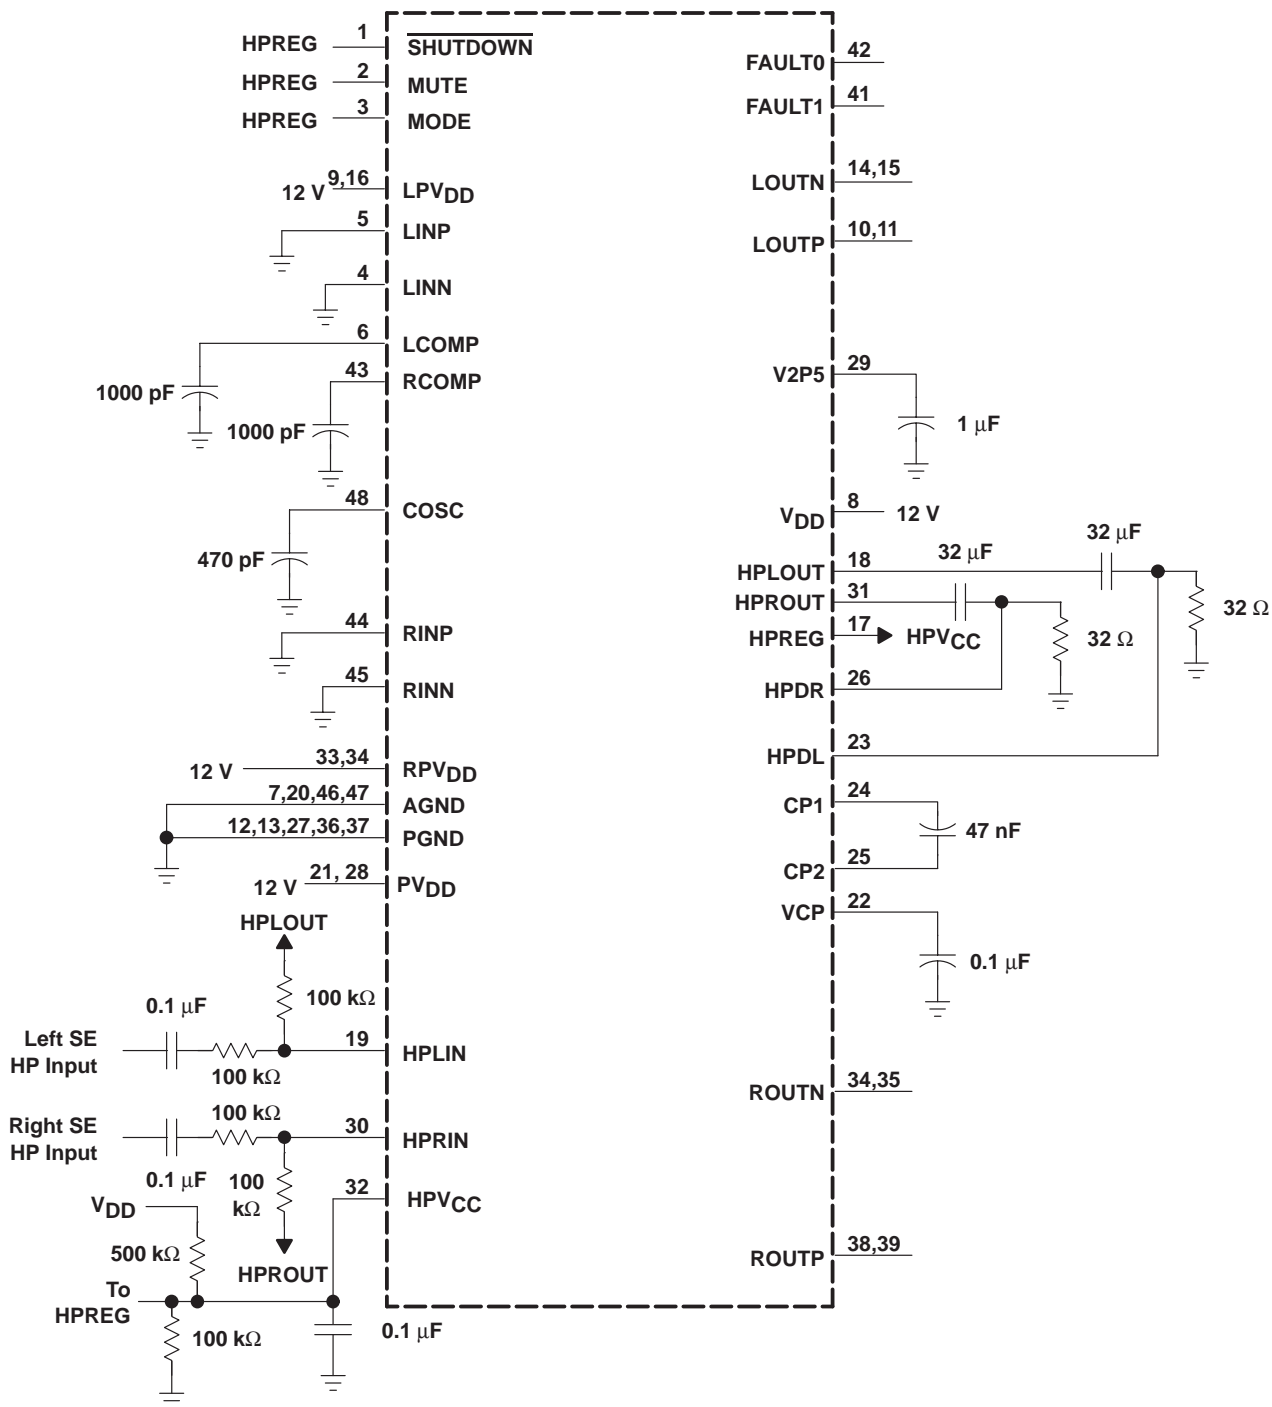 HPREG 1 SHUTDOWN
HPREG 2 MUTE
HPREG 3 MODE
12 V 9,16 LPVDD
5 LINP
4 LINN
6 LCOMP
1000 pF
43 RCOMP
1000 pF
48 COSC
470 pF
44 RINP
45 RINN
12 V 33,34 RPVDD
7,20,46,47 AGND
12,13,27,36,37 PGND
12 V 21, 28 PVDD
HPLOUT
100 kΩ
0.1 μF
Left SE
HP Input
100 kΩ
19 HPLIN
100 kΩ
Right SE
HP Input
30 HPRIN
0.1 μF
100
kΩ
32 HPVCC
VDD
500 kΩ
HPROUT
To
HPREG
100 kΩ
0.1 μF
FAULT0 42
FAULT1 41
LOUTN 14,15
LOUTP 10,11
V2P5 29
1 μF
VDD 8 12 V
32 μF
32 μF
HPLOUT 18
HPROUT 31
32 Ω
HPREG 17 HPVCC
32 Ω
HPDR 26
HPDL 23
CP1 24
47 nF
CP2 25
VCP 22
0.1 μF
ROUTN 34,35
ROUTP 38,39